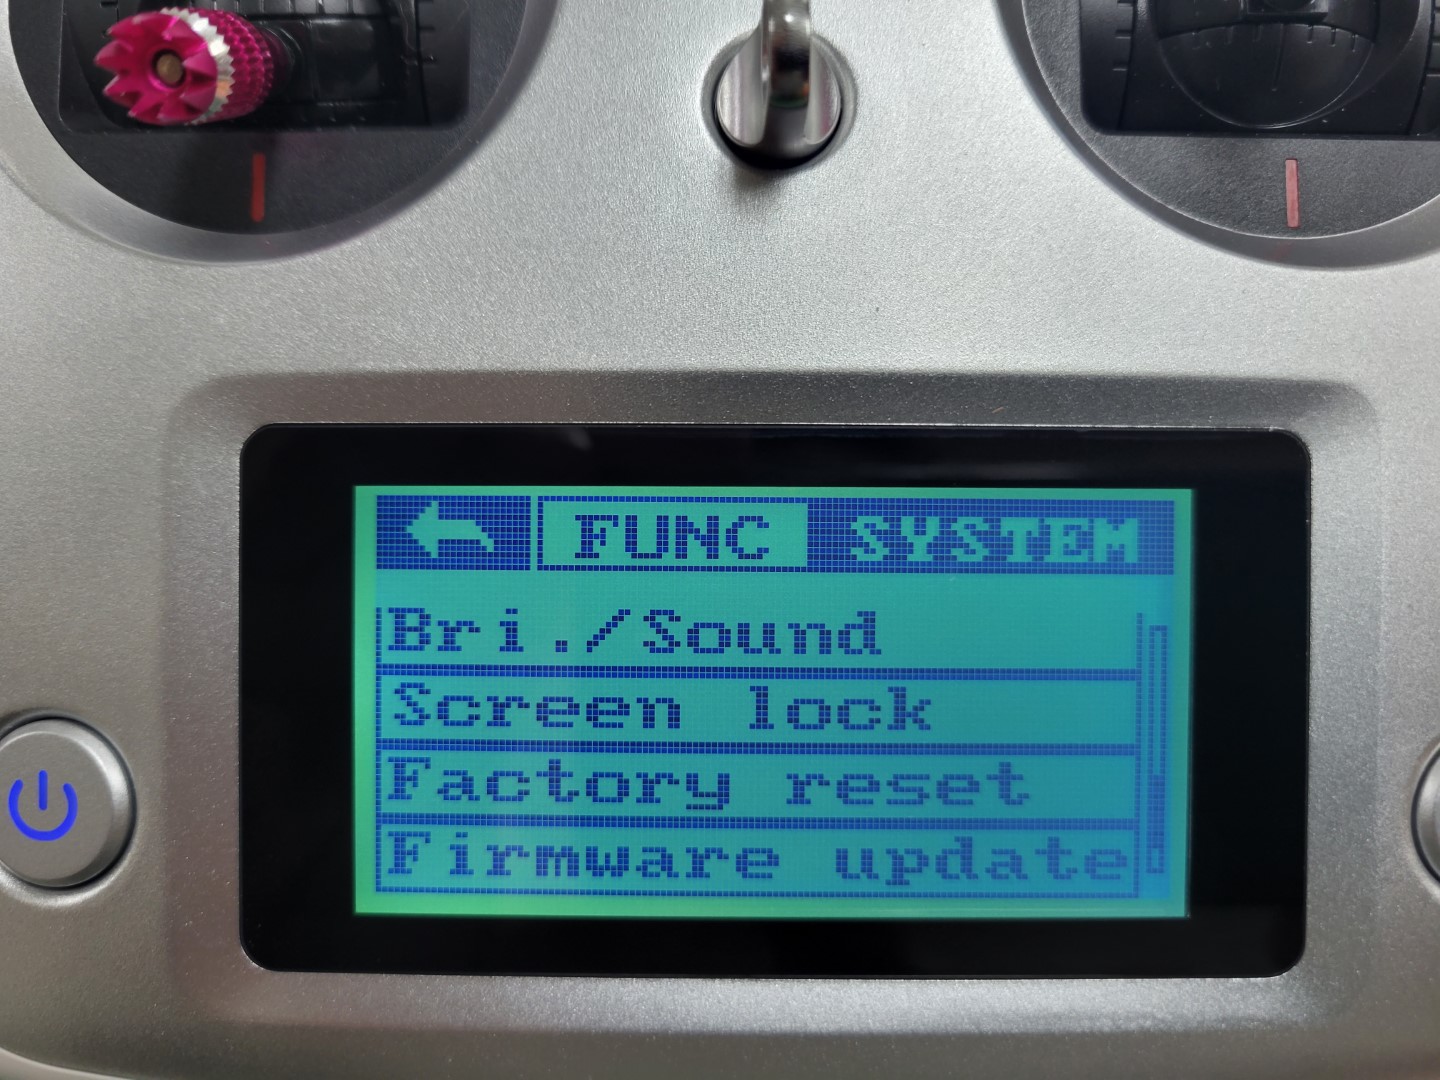 FUNC SYSTEM
Bri./Sound
Screen lock
Factory reset
Firmware update